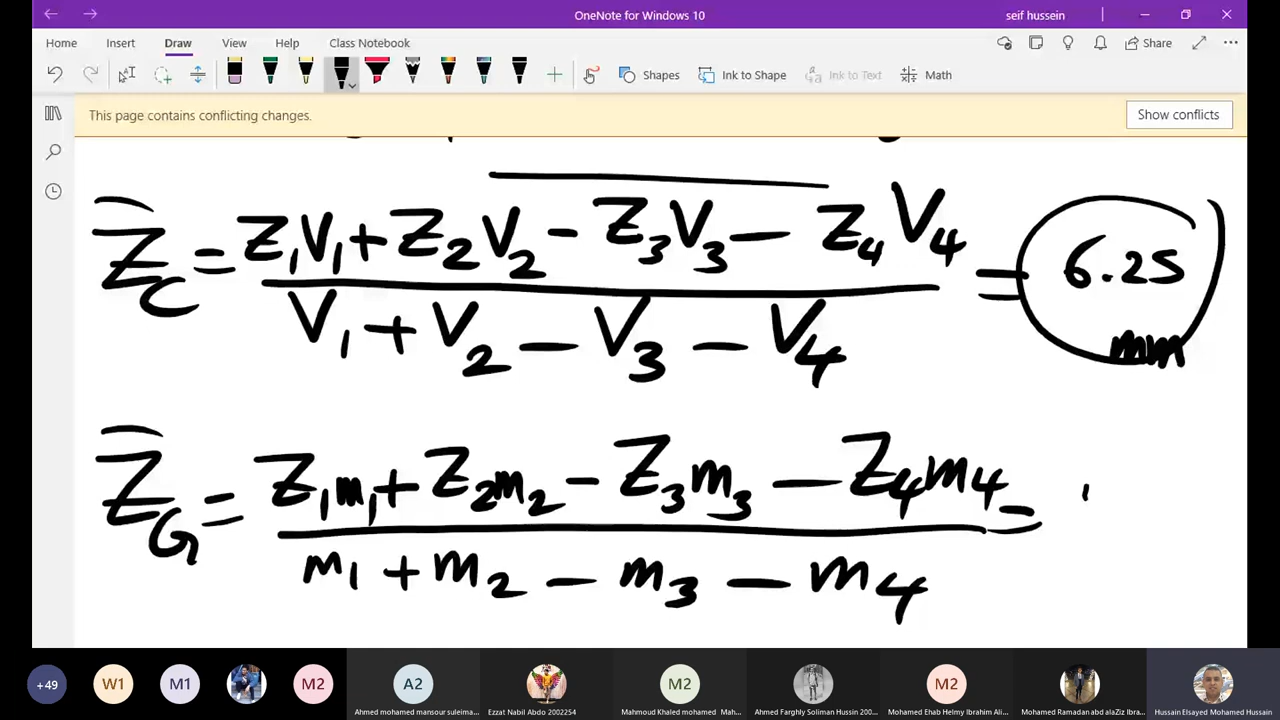 OneNote for Windows 10
seif hussein
Home Insert Draw View Help Class Notebook
Share
Shapes Ink to Shape Ink to Text Math
This page contains conflicting changes.
Show conflicts
Z̄C = Z1V1 + Z2V2 − Z3V3 − Z4V4 / V1 + V2 − V3 − V4 = 6.25 mm
Z̄G = Z1m1 + Z2m2 − Z3m3 − Z4m4 / m1 + m2 − m3 − m4 =
+49 W1 M1 M2 A2 M2 M2
Ahmed mohamed mansour suleima...
Ezzat Nabil Abdo 2002254
Mahmoud Khaled mohamed Mah...
Ahmed Farghly Soliman Hussin 200...
Mohamed Ehab Helmy Ibrahim Ali...
Mohamed Ramadan abd alaZiz Ibra...
Hussain Elsayed Mohamed Hussain